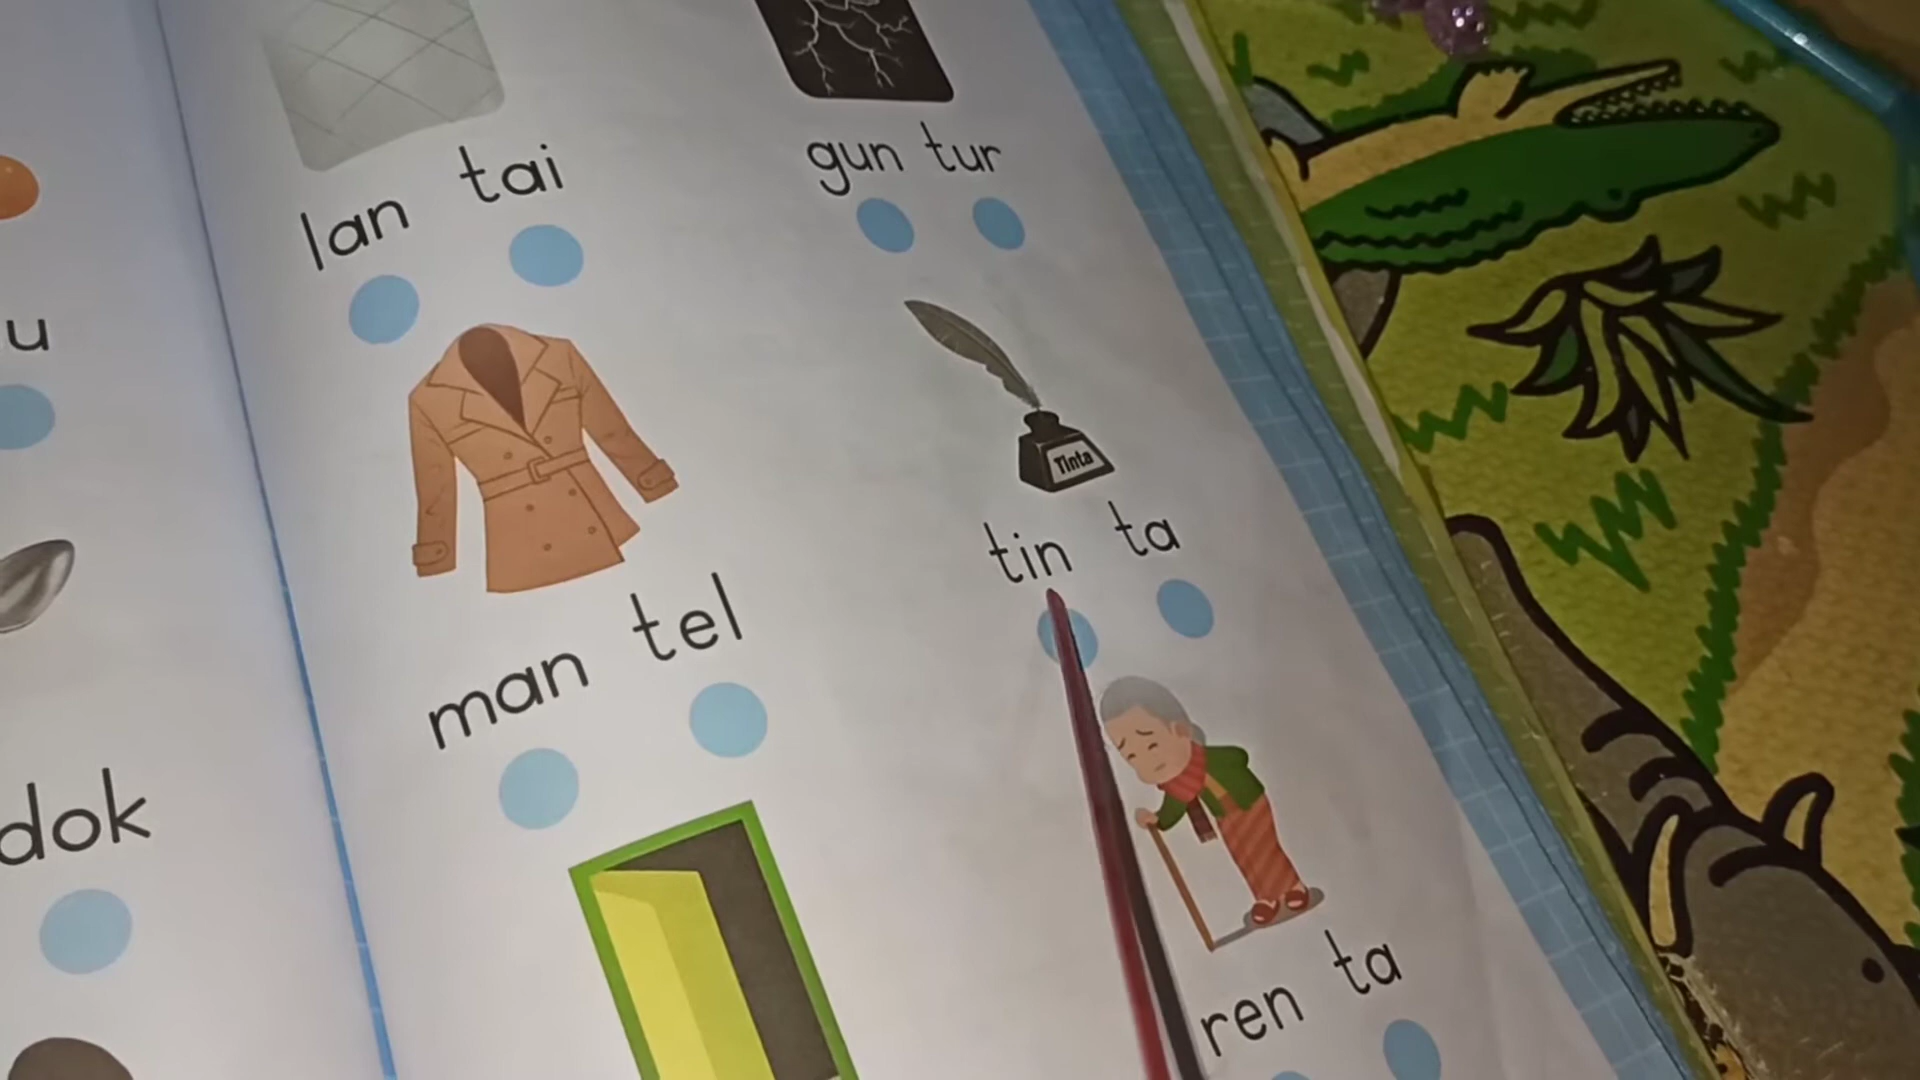 lan tai
gun tur
Tinta
man tel
tin ta
ren ta
u
dok